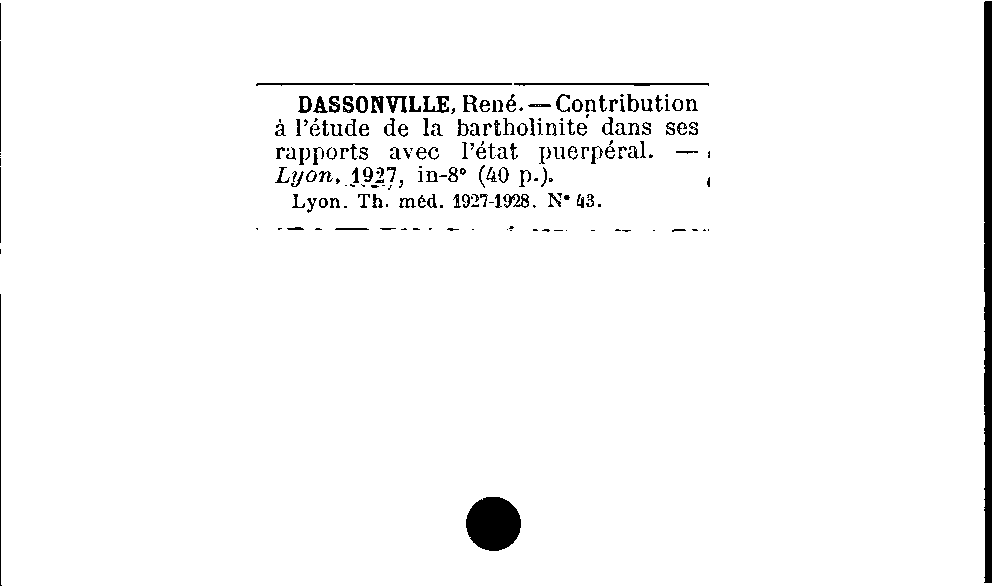 DASSONVILLE, René. — Contribution
à l'étude de la bartholinite dans ses
rapports avec l'état puerpéral. —
Lyon, 1927, in-8° (40 p.).
Lyon. Th. méd. 1927-1928. N° 43.